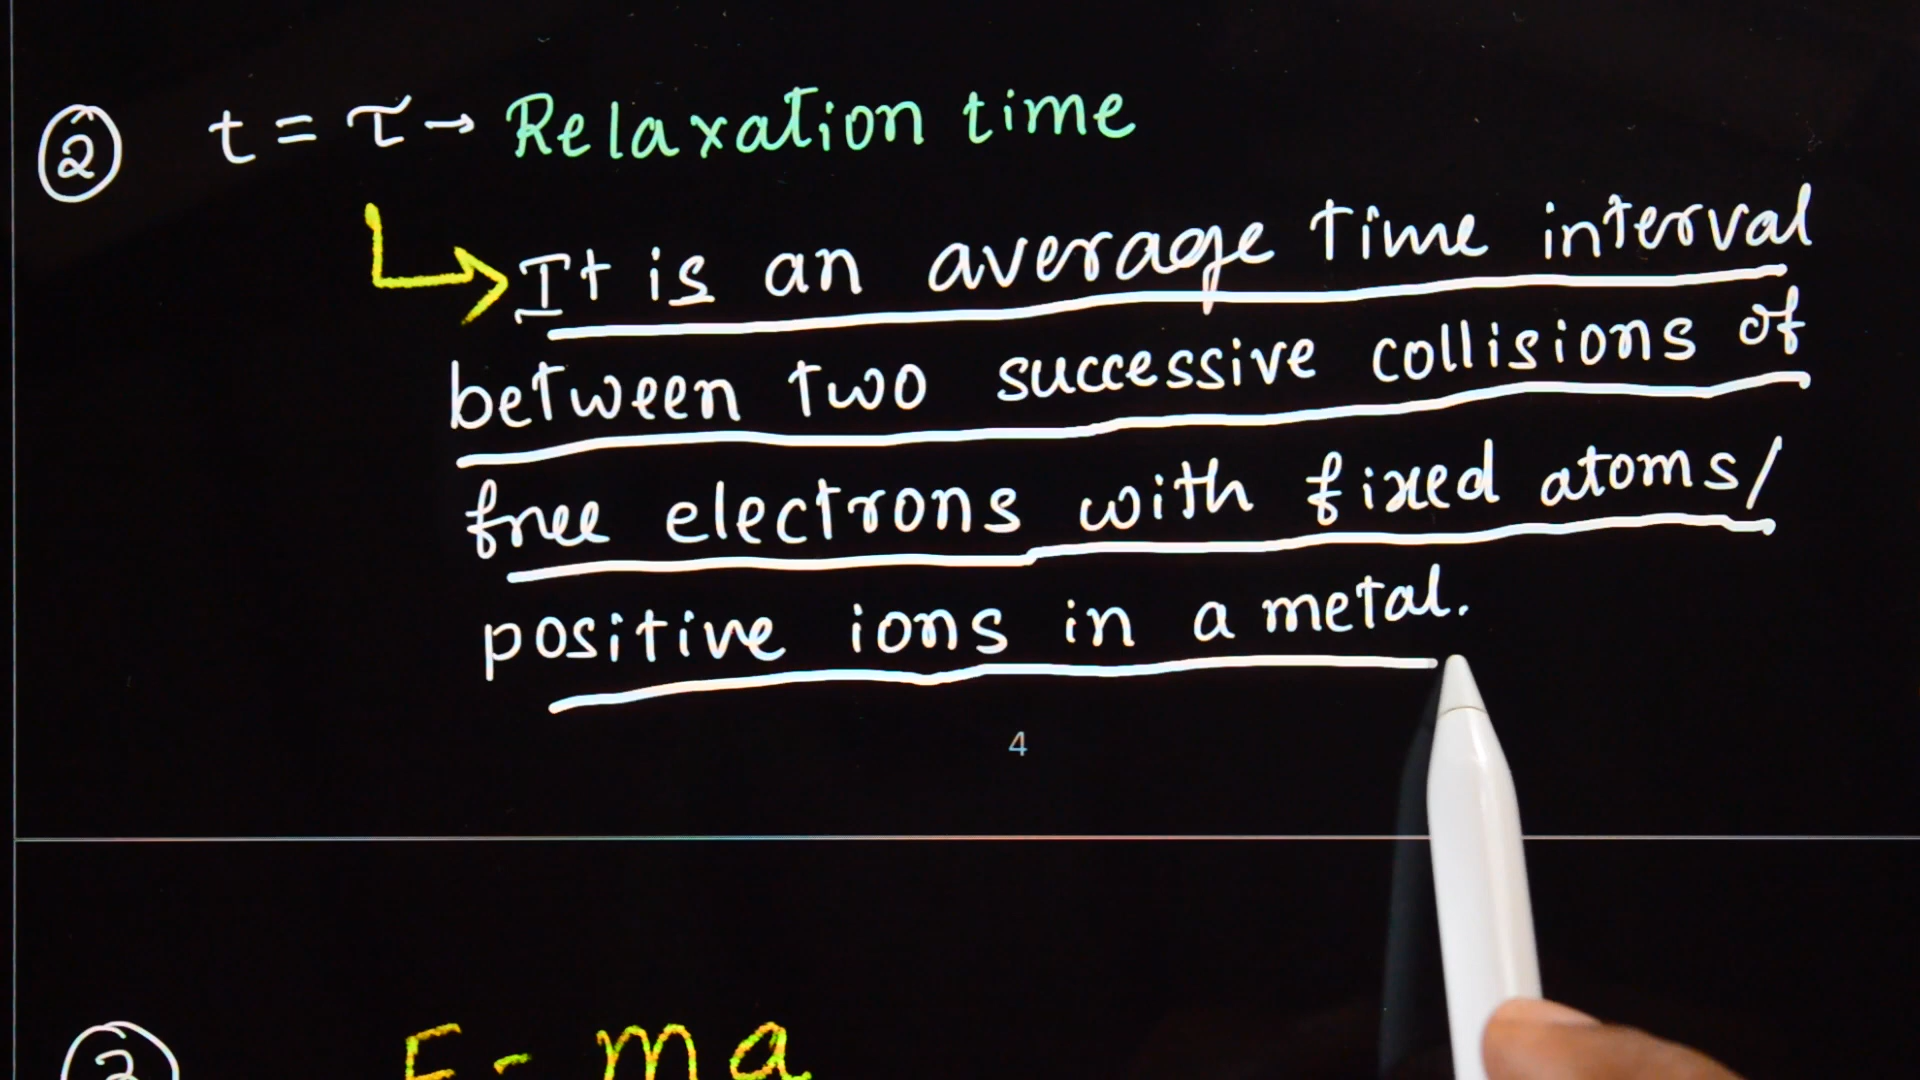 ② t = τ → Relaxation time
It is an average time interval
between two successive collisions of
free electrons with fixed atoms/
positive ions in a metal.
4
③ F = ma